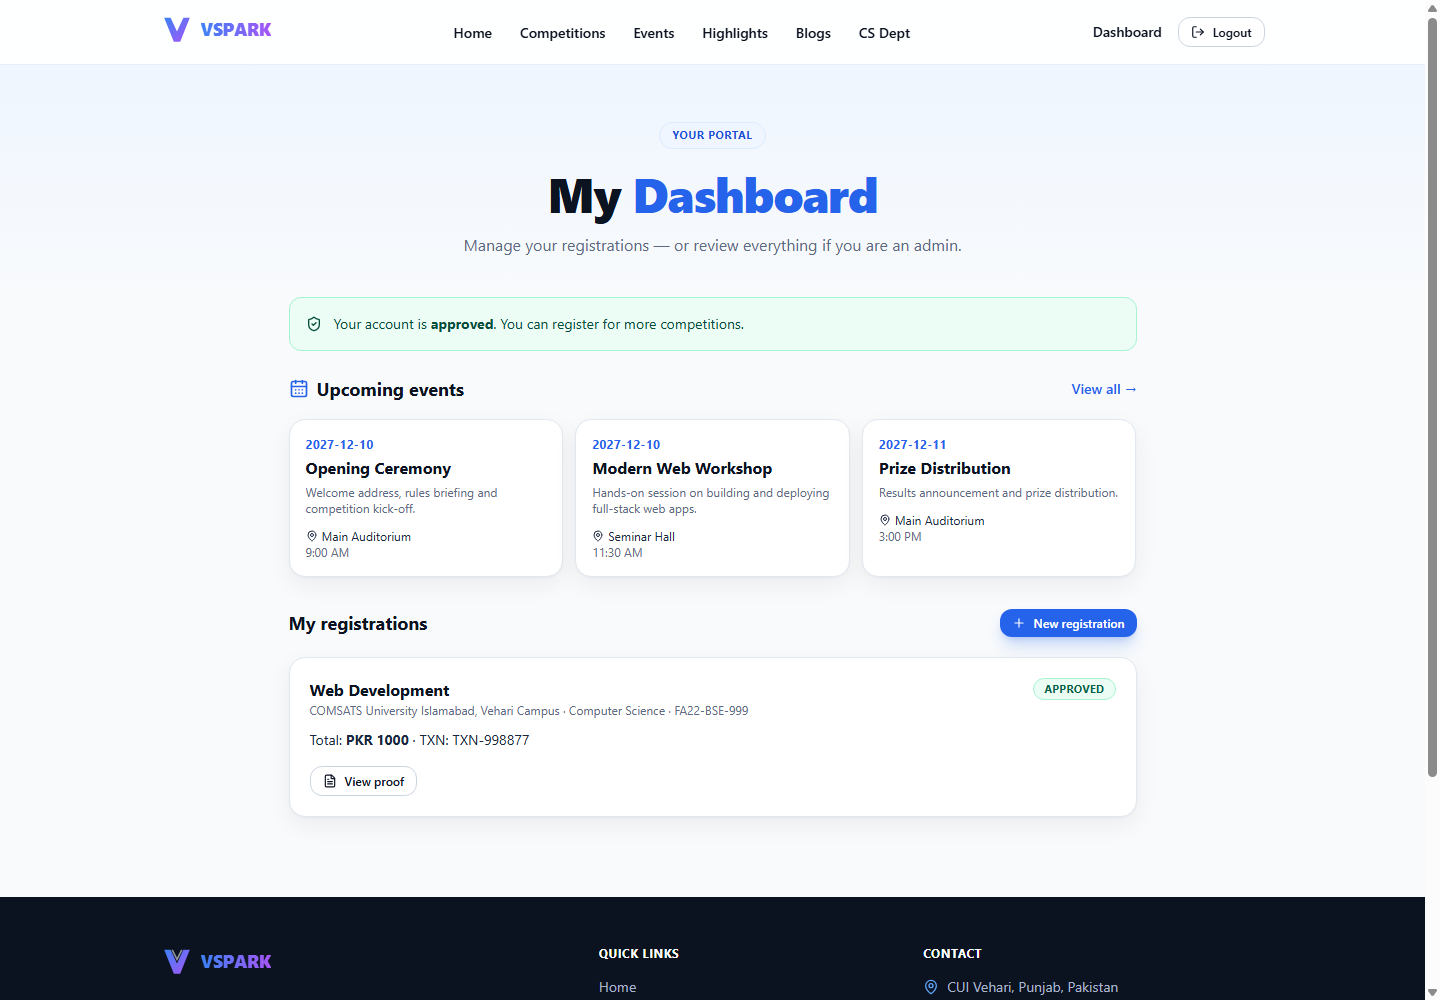 VSPARK
Home
Competitions
Events
Highlights
Blogs
CS Dept
Dashboard
Logout
YOUR PORTAL
My Dashboard
Manage your registrations — or review everything if you are an admin.
Your account is approved. You can register for more competitions.
Upcoming events
View all →
2027-12-10
Opening Ceremony
Welcome address, rules briefing and
competition kick-off.
Main Auditorium
9:00 AM
2027-12-10
Modern Web Workshop
Hands-on session on building and deploying
full-stack web apps.
Seminar Hall
11:30 AM
2027-12-11
Prize Distribution
Results announcement and prize distribution.
Main Auditorium
3:00 PM
My registrations
New registration
Web Development
APPROVED
COMSATS University Islamabad, Vehari Campus · Computer Science · FA22-BSE-999
Total: PKR 1000 · TXN: TXN-998877
View proof
VSPARK
QUICK LINKS
Home
CONTACT
CUI Vehari, Punjab, Pakistan